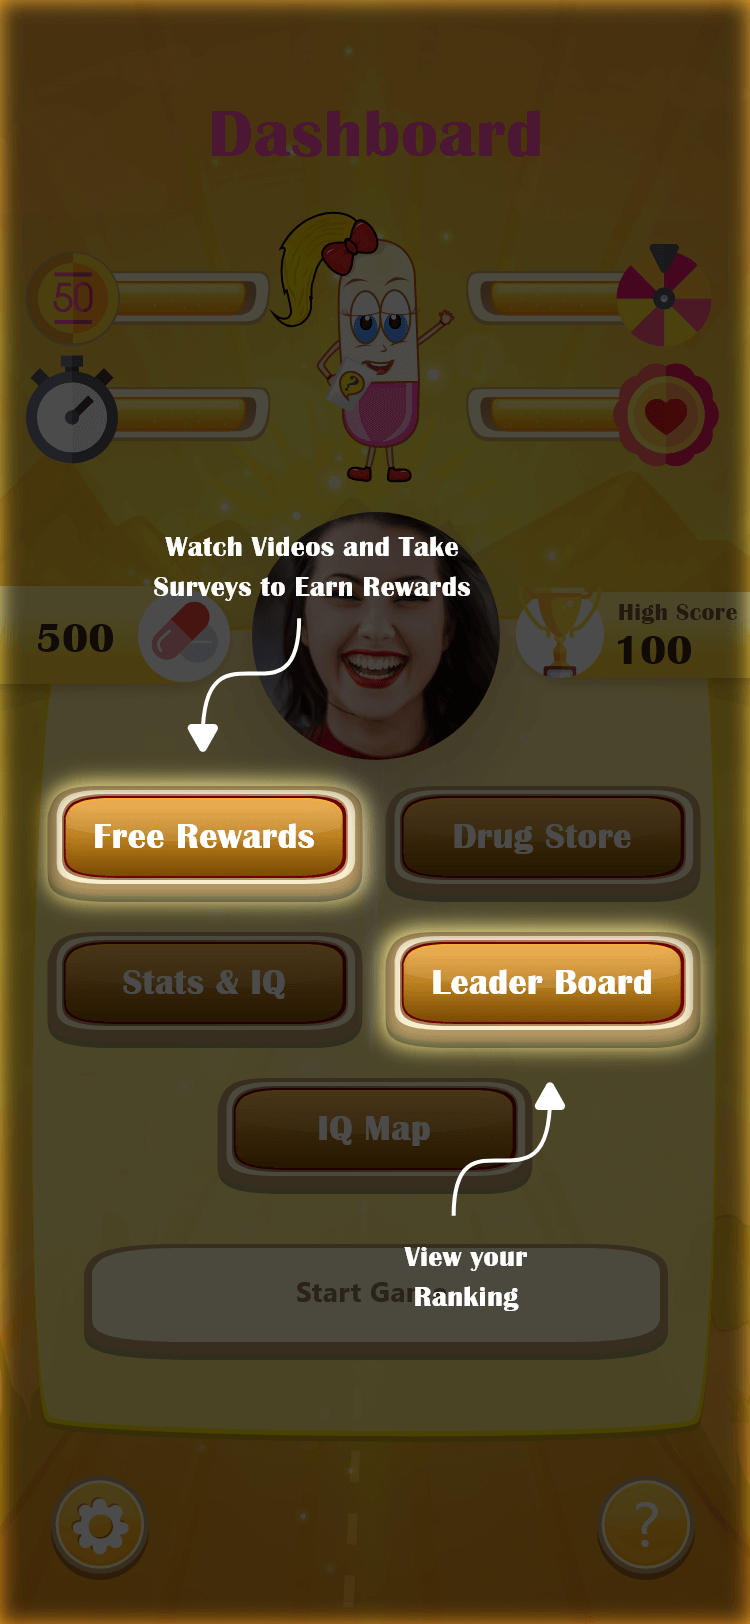 Dashboard
50
Watch Videos and Take
Surveys to Earn Rewards
500
High Score
100
Free Rewards
Drug Store
Stats & IQ
Leader Board
IQ Map
View your
Start Game
Ranking
?